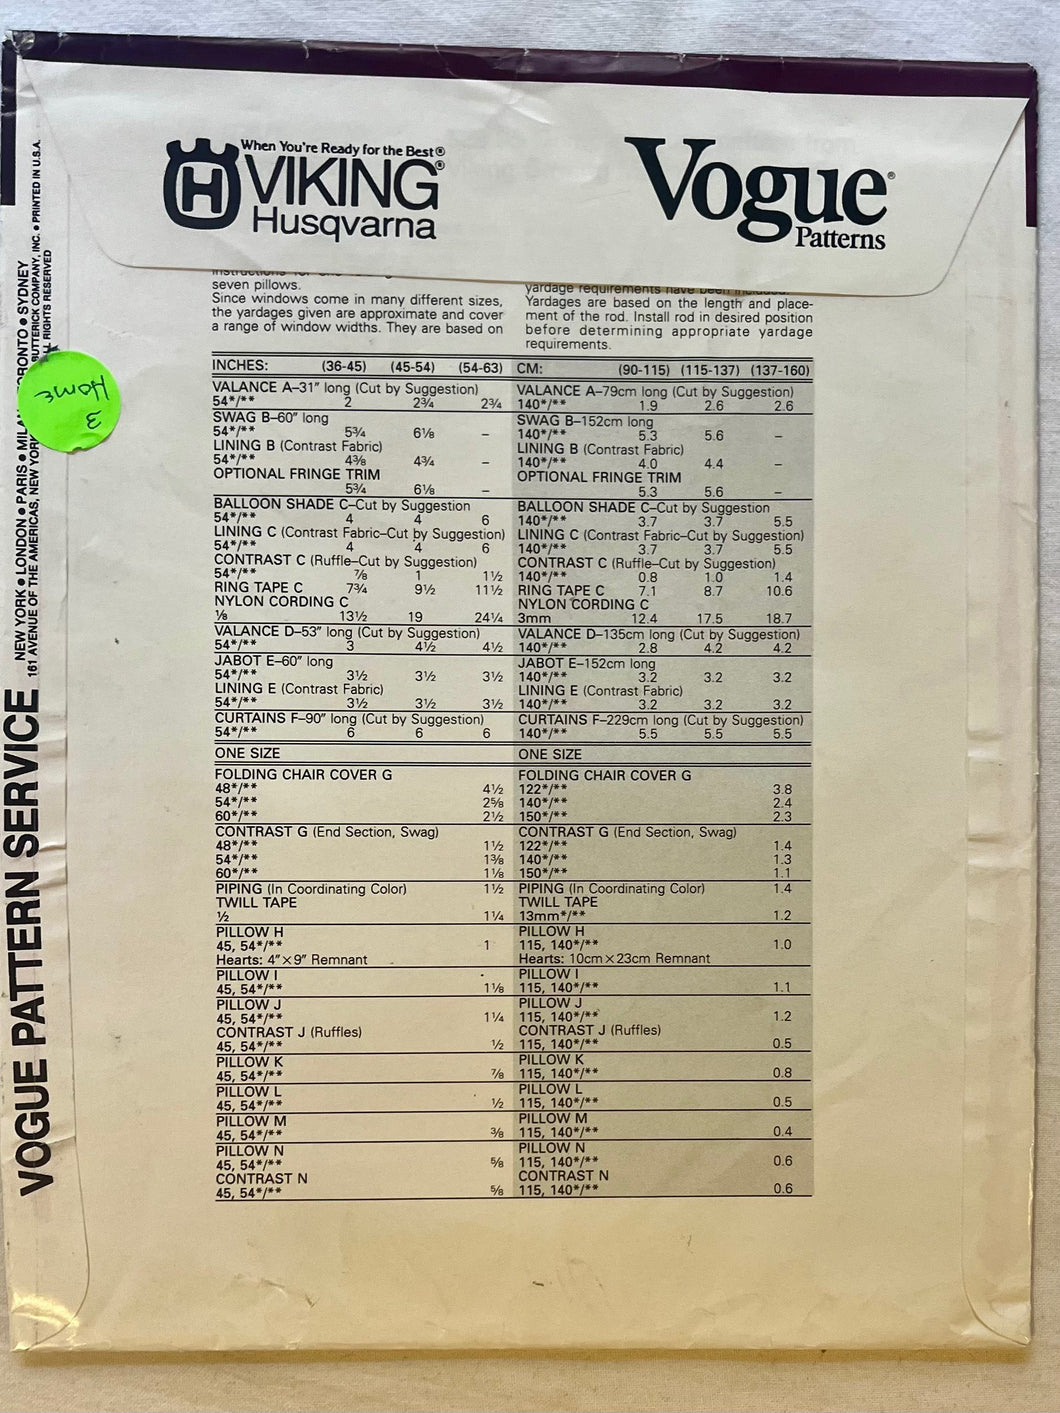 When You're Ready for the Best®
H VIKING®
Husqvarna
Vogue®
Patterns
seven pillows.
Since windows come in many different sizes,
the yardages given are approximate and cover
a range of window widths. They are based on
yardage requirements have been included.
Yardages are based on the length and place-
ment of the rod. Install rod in desired position
before determining appropriate yardage
requirements.
INCHES: (36-45) (45-54) (54-63) CM: (90-115) (115-137) (137-160)
VALANCE A–31″ long (Cut by Suggestion) VALANCE A–79cm long (Cut by Suggestion)
54*/** 2 2¾ 2¾ 140*/** 1.9 2.6 2.6
SWAG B–60″ long SWAG B–152cm long
54*/** 5¾ 6⅛ – 140*/** 5.3 5.6 –
LINING B (Contrast Fabric) LINING B (Contrast Fabric)
54*/** 4⅜ 4¾ – 140*/** 4.0 4.4 –
OPTIONAL FRINGE TRIM OPTIONAL FRINGE TRIM
5¾ 6⅛ – 5.3 5.6 –
BALLOON SHADE C–Cut by Suggestion BALLOON SHADE C–Cut by Suggestion
54*/** 4 4 6 140*/** 3.7 3.7 5.5
LINING C (Contrast Fabric–Cut by Suggestion) LINING C (Contrast Fabric–Cut by Suggestion)
54*/** 4 4 6 140*/** 3.7 3.7 5.5
CONTRAST C (Ruffle–Cut by Suggestion) CONTRAST C (Ruffle–Cut by Suggestion)
54*/** ⅞ 1 1½ 140*/** 0.8 1.0 1.4
RING TAPE C 7¾ 9½ 11½ RING TAPE C 7.1 8.7 10.6
NYLON CORDING C NYLON CORDING C
⅛ 13½ 19 24¼ 3mm 12.4 17.5 18.7
VALANCE D–53″ long (Cut by Suggestion) VALANCE D–135cm long (Cut by Suggestion)
54*/** 3 4½ 4½ 140*/** 2.8 4.2 4.2
JABOT E–60″ long JABOT E–152cm long
54*/** 3½ 3½ 3½ 140*/** 3.2 3.2 3.2
LINING E (Contrast Fabric) LINING E (Contrast Fabric)
54*/** 3½ 3½ 3½ 140*/** 3.2 3.2 3.2
CURTAINS F–90″ long (Cut by Suggestion) CURTAINS F–229cm long (Cut by Suggestion)
54*/** 6 6 6 140*/** 5.5 5.5 5.5
ONE SIZE ONE SIZE
FOLDING CHAIR COVER G FOLDING CHAIR COVER G
48*/** 4½ 122*/** 3.8
54*/** 2⅝ 140*/** 2.4
60*/** 2½ 150*/** 2.3
CONTRAST G (End Section, Swag) CONTRAST G (End Section, Swag)
48*/** 1½ 122*/** 1.4
54*/** 1⅜ 140*/** 1.3
60*/** 1⅛ 150*/** 1.1
PIPING (In Coordinating Color) 1½ PIPING (In Coordinating Color) 1.4
TWILL TAPE TWILL TAPE
½ 1¼ 13mm*/** 1.2
PILLOW H PILLOW H
45, 54*/** 1 115, 140*/** 1.0
Hearts: 4″×9″ Remnant Hearts: 10cm×23cm Remnant
PILLOW I PILLOW I
45, 54*/** 1⅛ 115, 140*/** 1.1
PILLOW J PILLOW J
45, 54*/** 1¼ 115, 140*/** 1.2
CONTRAST J (Ruffles) CONTRAST J (Ruffles)
45, 54*/** ½ 115, 140*/** 0.5
PILLOW K PILLOW K
45, 54*/** ⅞ 115, 140*/** 0.8
PILLOW L PILLOW L
45, 54*/** ½ 115, 140*/** 0.5
PILLOW M PILLOW M
45, 54*/** ⅜ 115, 140*/** 0.4
PILLOW N PILLOW N
45, 54*/** ⅝ 115, 140*/** 0.6
CONTRAST N CONTRAST N
45, 54*/** ⅝ 115, 140*/** 0.6
VOGUE PATTERN SERVICE
NEW YORK • LONDON • PARIS • MILAN RONTO • SYDNEY
161 AVENUE OF THE AMERICAS, NEW YORK
BUTTERICK COMPANY, INC. • PRINTED IN U.S.A.
RIGHTS RESERVED
HOME
3